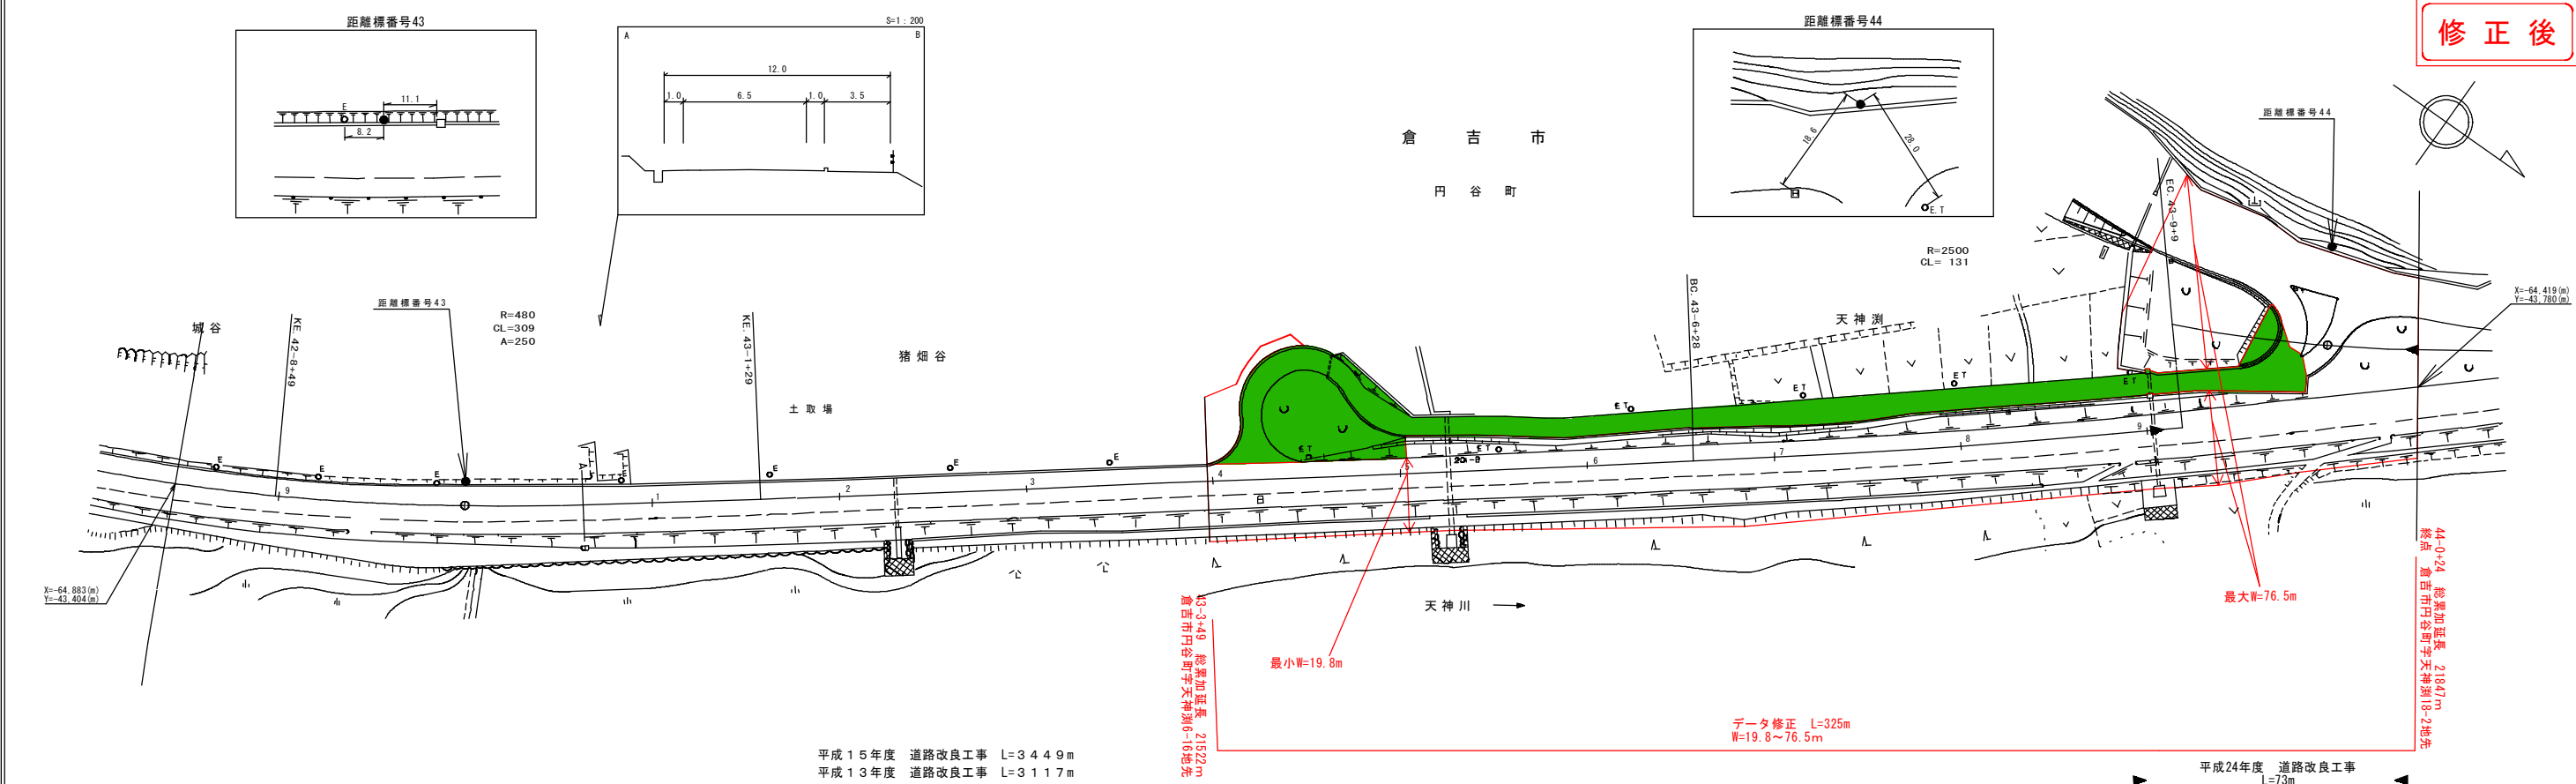 修正後
距離標番号43
E
11.1
8.2
S=1:200
A
B
12.0
1.0
6.5
1.0
3.5
距離標番号44
18.6
28.0
E.T
倉吉市
円谷町
距離標番号44
EC.43-9+9
R=2500
CL= 131
X=-64.419(m)
Y=-43.780(m)
距離標番号43
R=480
CL=309
A=250
城谷
KE.42-8+49
KE.43-1+29
猪畑谷
土取場
BC.43-6+28
天神渕
E
E
E
E
E
E
E
E T
E T
E T
E T
E T
E T
A
9
1
2
3
4
5
6
7
8
9
X=-64.883(m)
Y=-43.404(m)
天神川
最小W=19.8m
最大W=76.5m
43-3+49 総累加延長 21522m
倉吉市円谷町字天神渕6-16地先
44-0+24 総累加延長 21847m
終点 倉吉市円谷町字天神渕18-2地先
データ修正 L=325m
W=19.8～76.5m
平成15年度 道路改良工事 L=3449m
平成13年度 道路改良工事 L=3117m
平成24年度 道路改良工事
L=73m